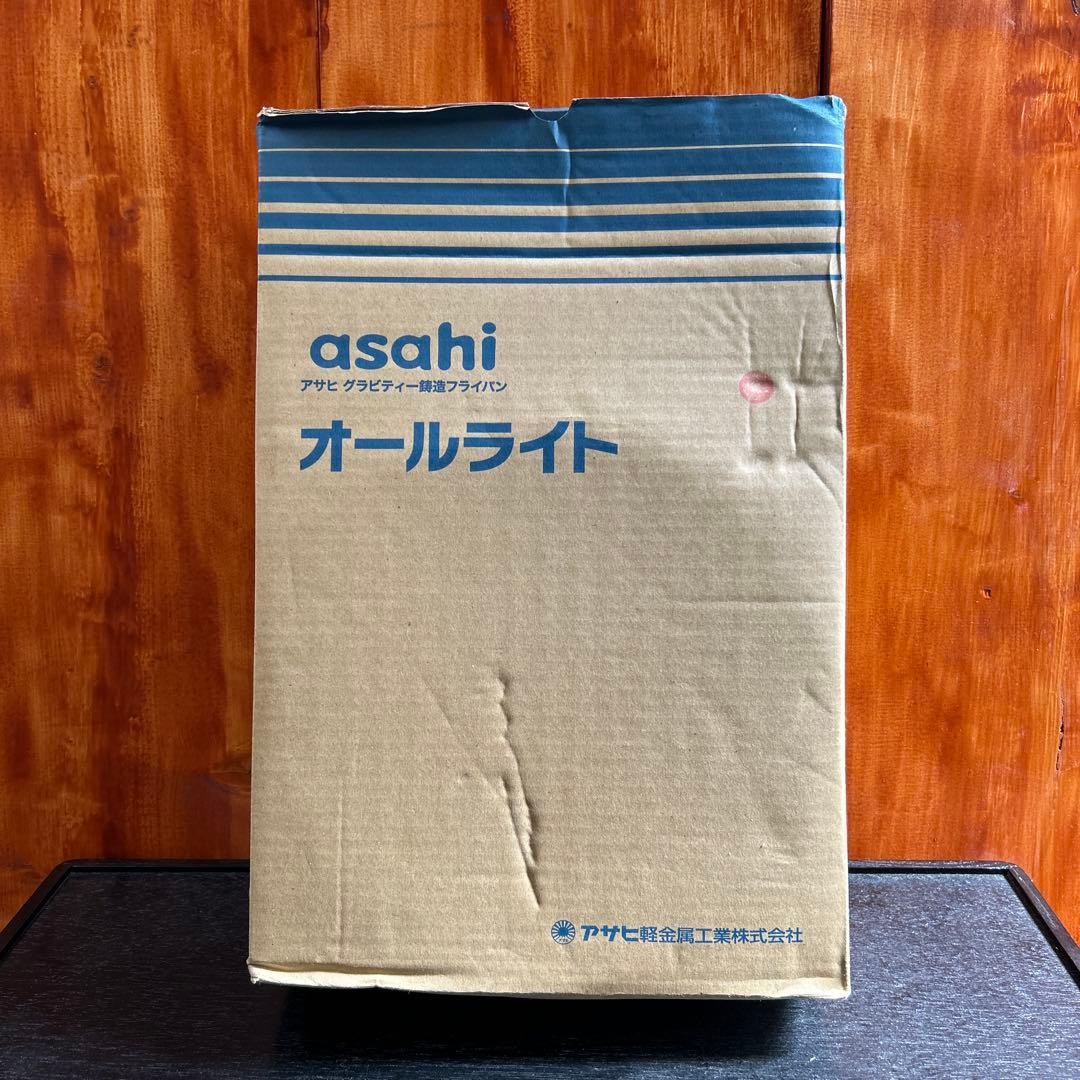 asahi
アサヒ グラビティー鋳造フライパン
オールライト
アサヒ軽金属工業株式会社